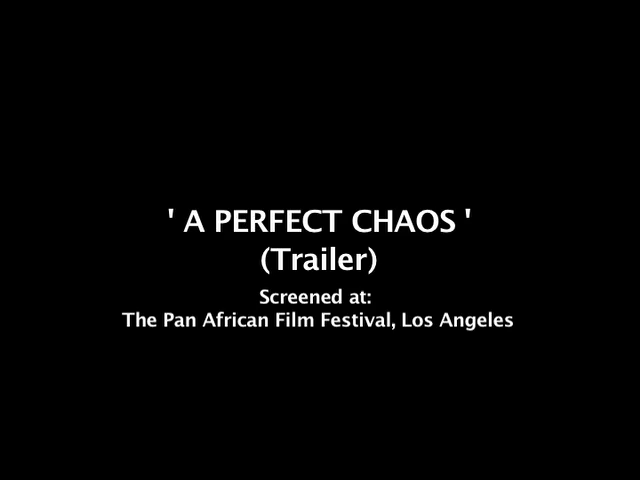 ' A PERFECT CHAOS '
(Trailer)
Screened at:
The Pan African Film Festival, Los Angeles